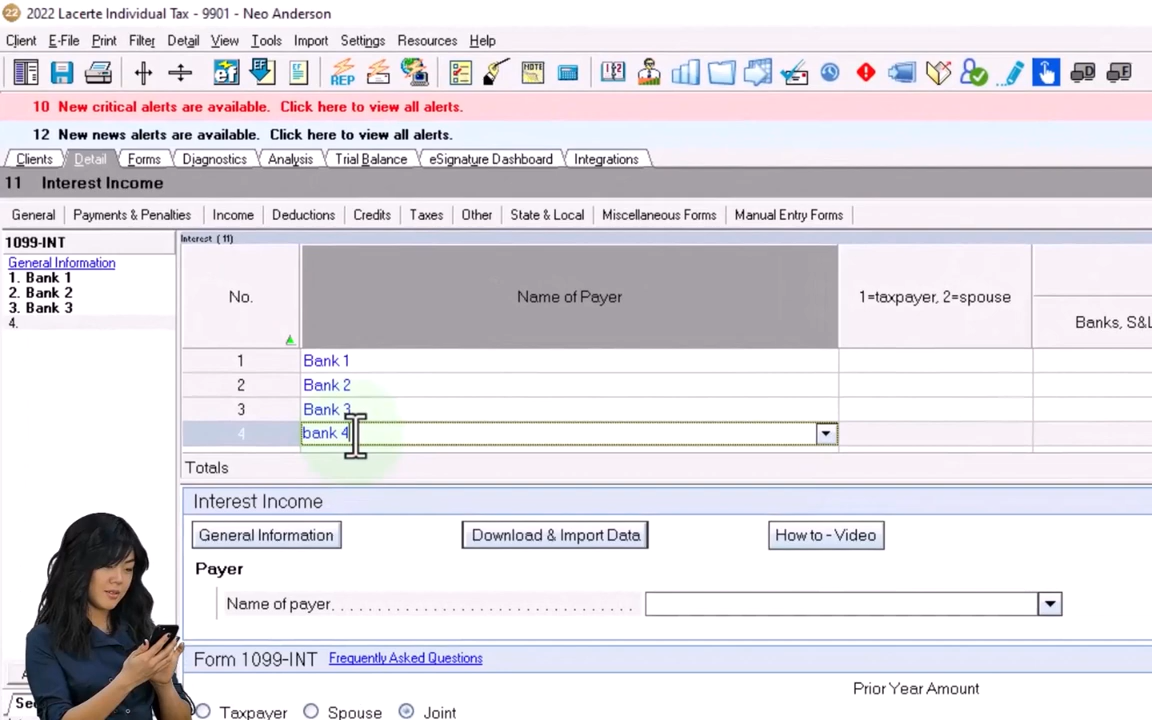 2022 Lacerte Individual Tax - 9901 - Neo Anderson
Client E-File Print Filter Detail View Tools Import Settings Resources Help
10 New critical alerts are available. Click here to view all alerts.
12 New news alerts are available. Click here to view all alerts.
Clients Detail Forms Diagnostics Analysis Trial Balance eSignature Dashboard Integrations
11 Interest Income
General Payments & Penalties Income Deductions Credits Taxes Other State & Local Miscellaneous Forms Manual Entry Forms
1099-INT
General Information
1. Bank 1
2. Bank 2
3. Bank 3
4.
Interest (11)
No. Name of Payer 1=taxpayer, 2=spouse
Banks, S&L
1 Bank 1
2 Bank 2
3 Bank 3
4 bank 4
Totals
Interest Income
General Information Download & Import Data How to - Video
Payer
Name of payer
Form 1099-INT Frequently Asked Questions
Prior Year Amount
Taxpayer Spouse Joint